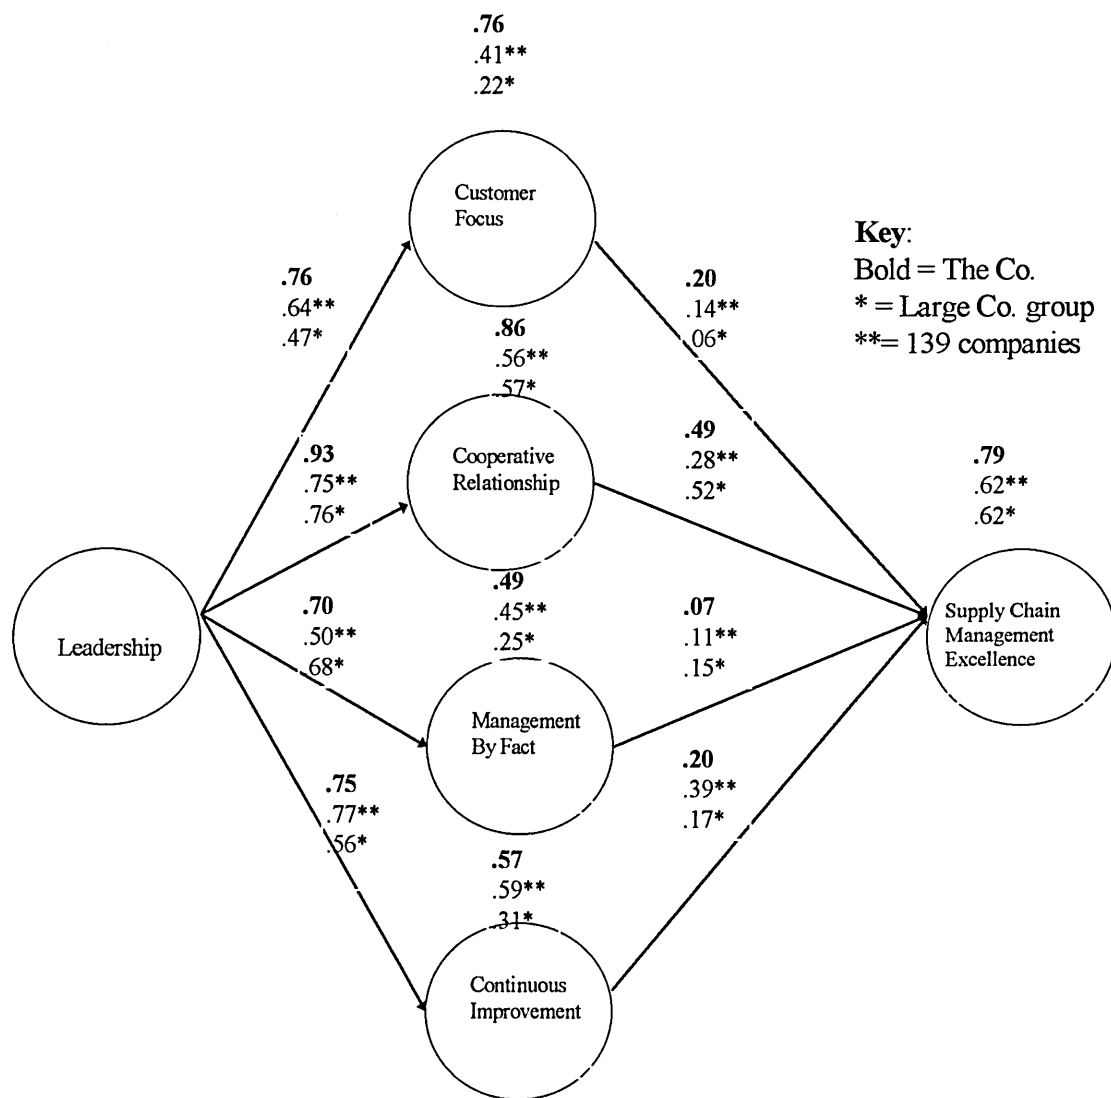 .76
.41**
.22*
Customer
Focus
Key:
Bold = The Co.
* = Large Co. group
**= 139 companies
.76
.64**
.47*
.20
.14**
.06*
.86
.56**
.57*
Cooperative
Relationship
.93
.75**
.76*
.49
.28**
.52*
.79
.62**
.62*
Leadership
Supply Chain
Management
Excellence
.49
.45**
.25*
.70
.50**
.68*
.07
.11**
.15*
Management
By Fact
.75
.77**
.56*
.20
.39**
.17*
.57
.59**
.31*
Continuous
Improvement